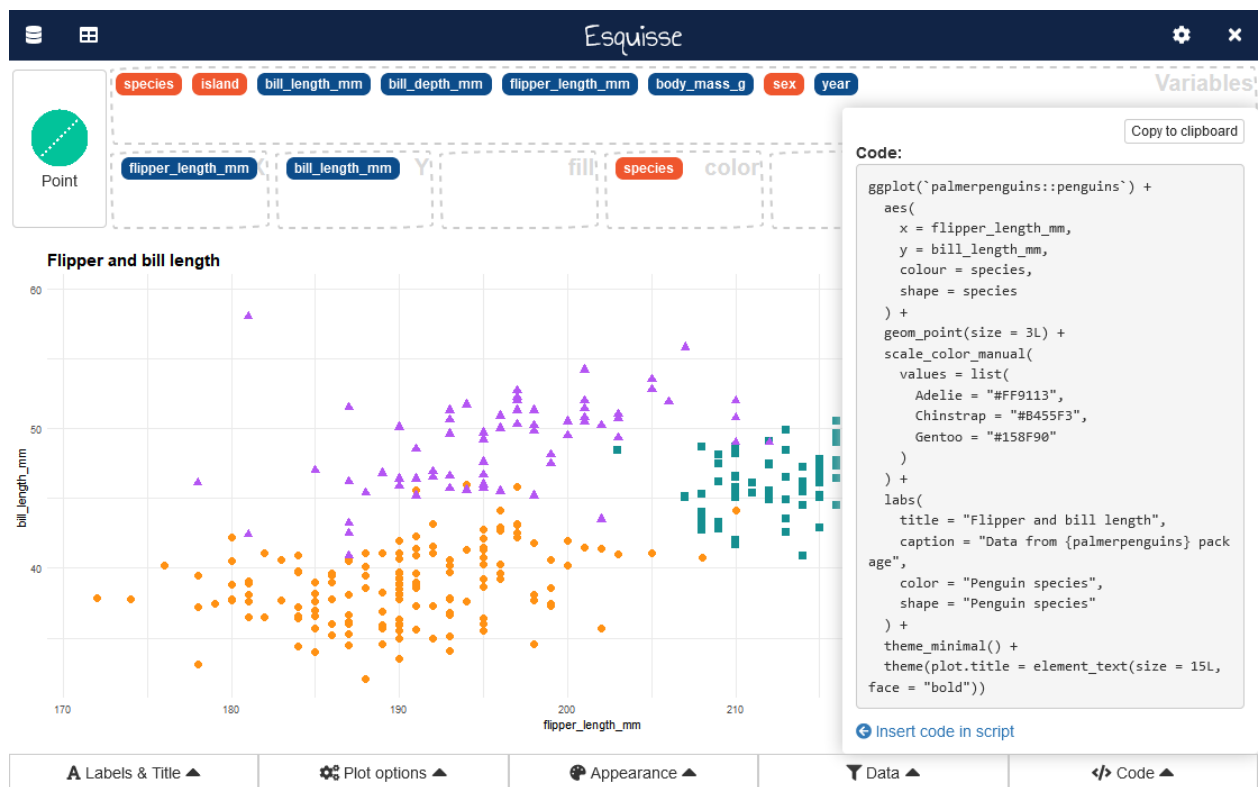 Esquisse
species island bill_length_mm bill_depth_mm flipper_length_mm body_mass_g sex year
Variables
Point
flipper_length_mm X
bill_length_mm Y
fill
species color
Flipper and bill length
60
50
40
bill_length_mm
170 180 190 200 210
flipper_length_mm
Copy to clipboard
Code:
ggplot(`palmerpenguins::penguins`) +
  aes(
    x = flipper_length_mm,
    y = bill_length_mm,
    colour = species,
    shape = species
  ) +
  geom_point(size = 3L) +
  scale_color_manual(
    values = list(
      Adelie = "#FF9113",
      Chinstrap = "#B455F3",
      Gentoo = "#158F90"
    )
  ) +
  labs(
    title = "Flipper and bill length",
    caption = "Data from {palmerpenguins} pack
age",
    color = "Penguin species",
    shape = "Penguin species"
  ) +
  theme_minimal() +
  theme(plot.title = element_text(size = 15L,
face = "bold"))
Insert code in script
Labels & Title
Plot options
Appearance
Data
</> Code